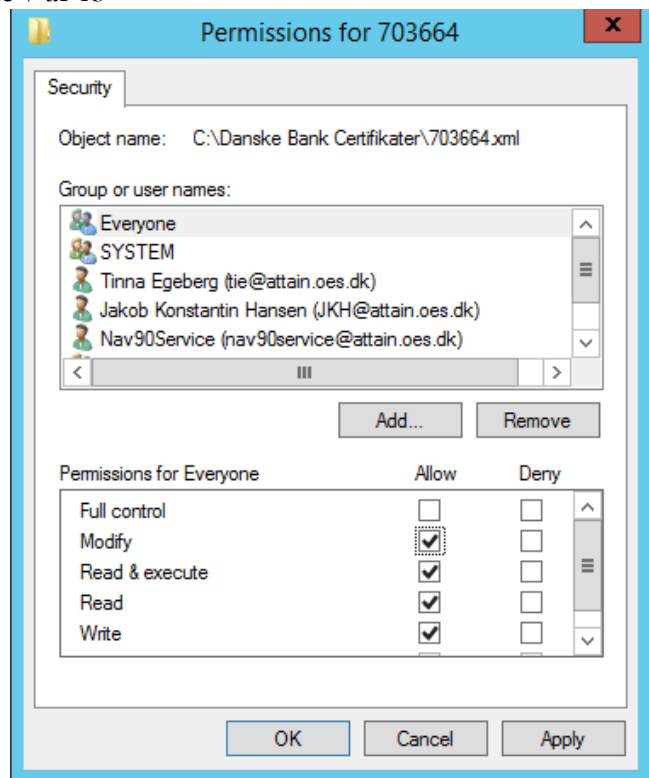 Permissions for 703664
X
Security
Object name: C:\Danske Bank Certifikater\703664.xml
Group or user names:
Everyone
SYSTEM
Tinna Egeberg (tie@attain.oes.dk)
Jakob Konstantin Hansen (JKH@attain.oes.dk)
Nav90Service (nav90service@attain.oes.dk)
Add... Remove
Permissions for Everyone Allow Deny
Full control
Modify
Read & execute
Read
Write
OK Cancel Apply